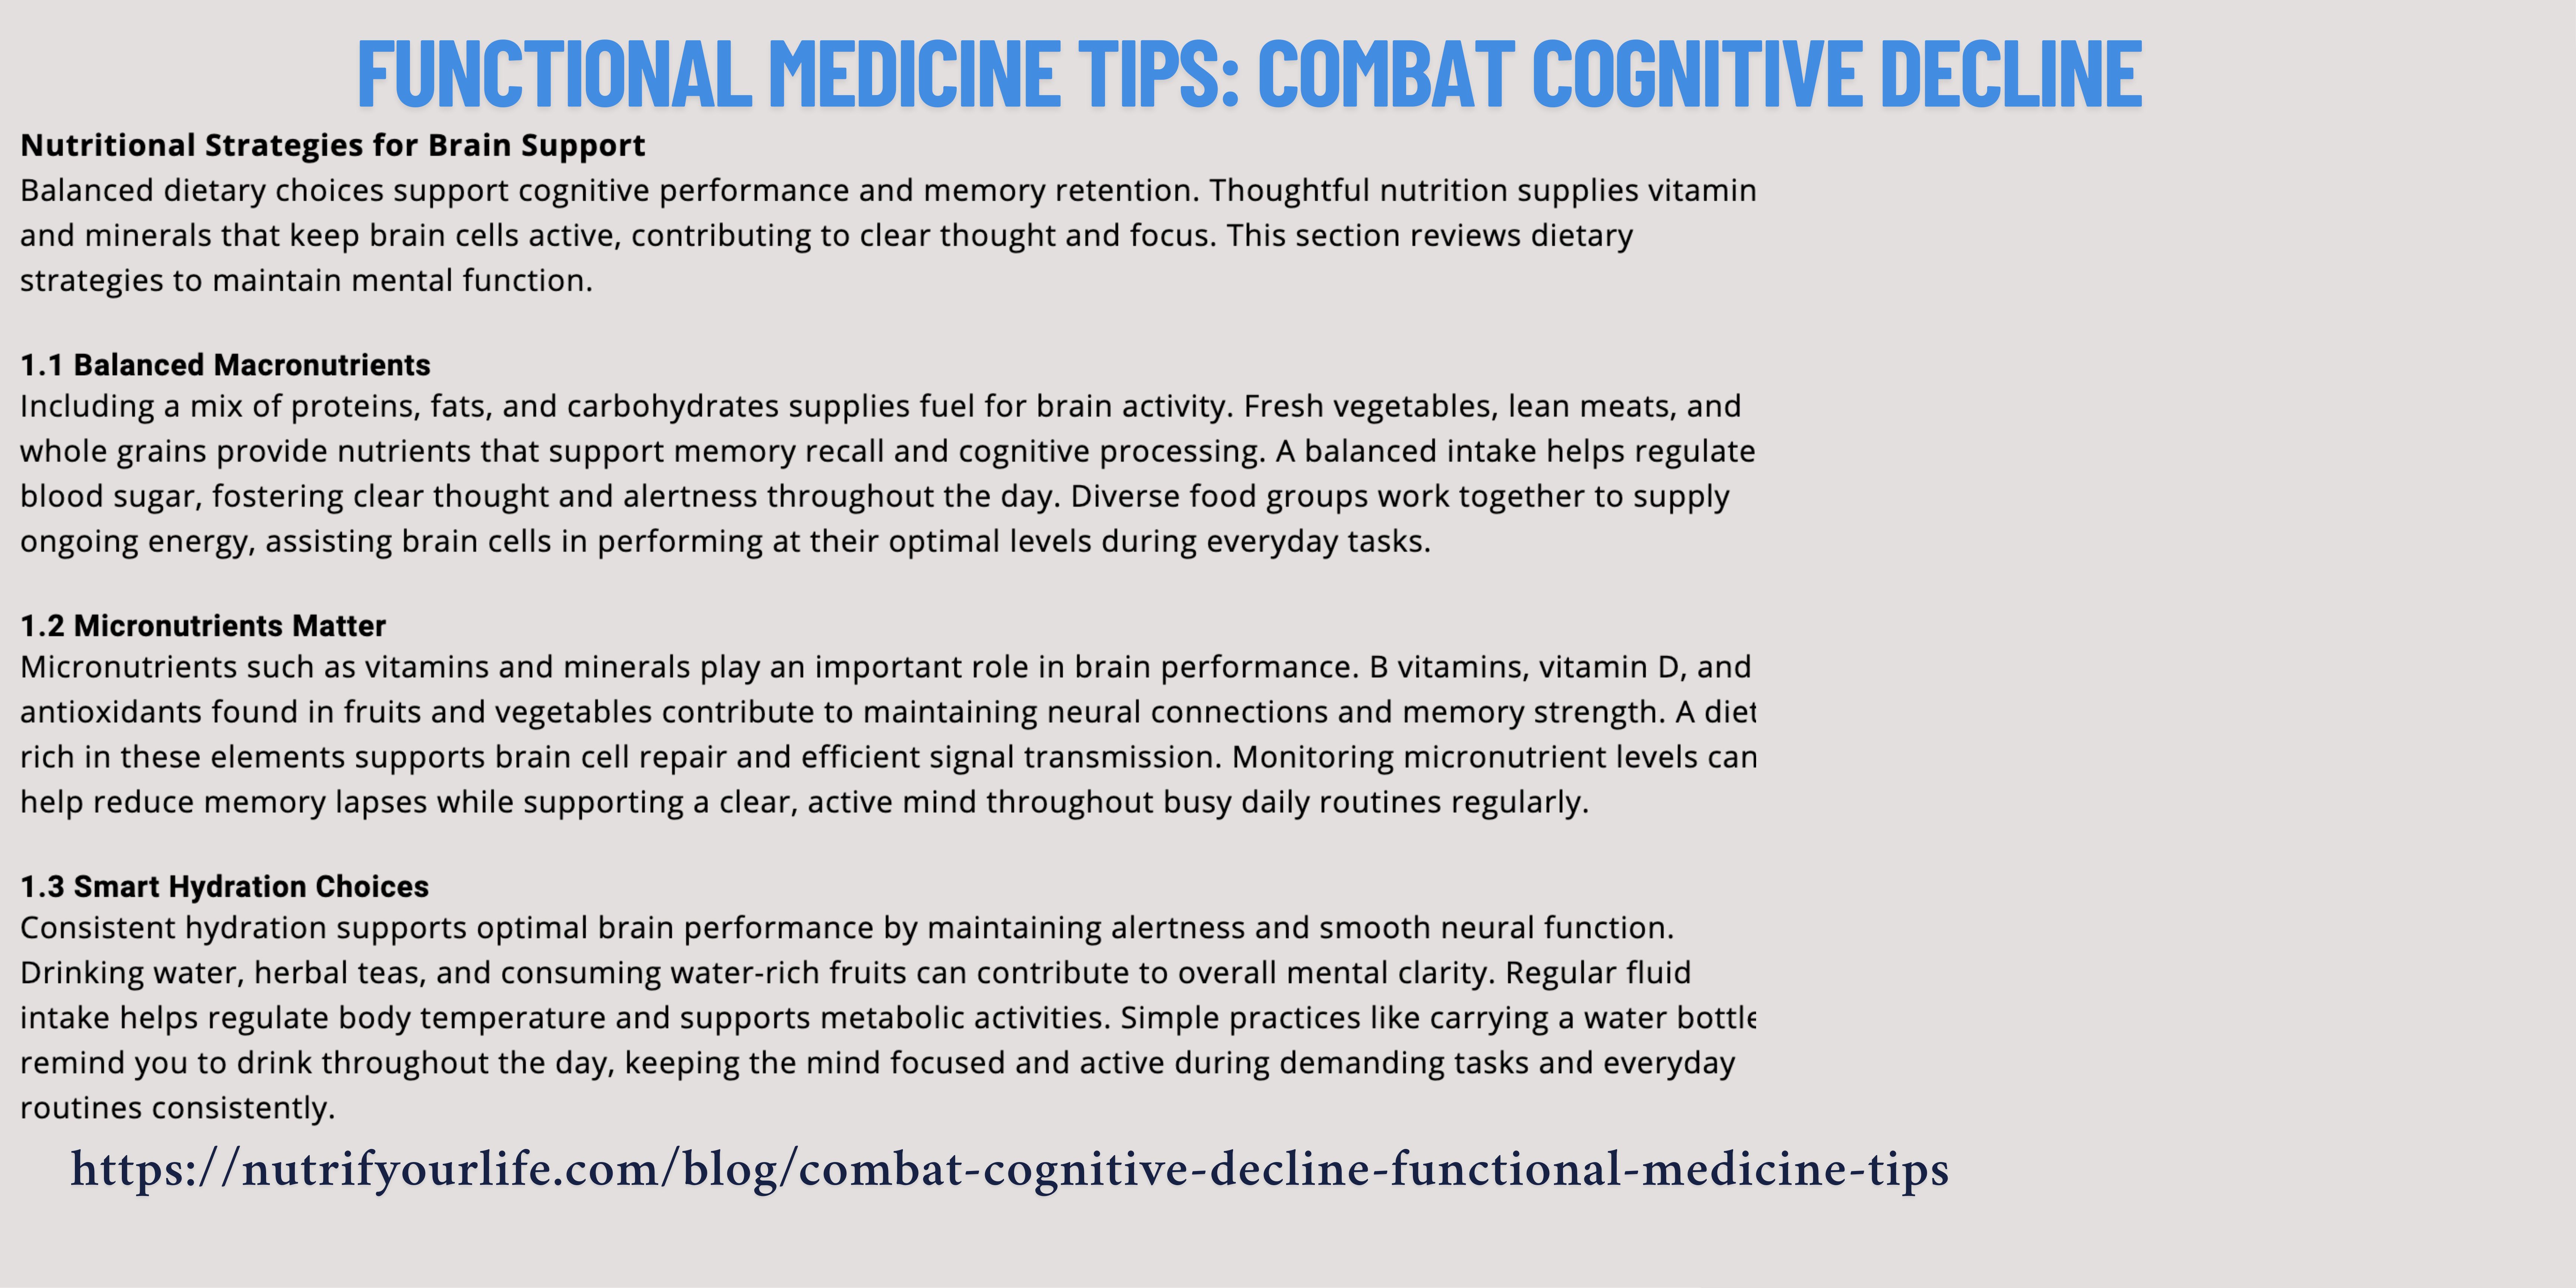 FUNCTIONAL MEDICINE TIPS: COMBAT COGNITIVE DECLINE
Nutritional Strategies for Brain Support
Balanced dietary choices support cognitive performance and memory retention. Thoughtful nutrition supplies vitamin
and minerals that keep brain cells active, contributing to clear thought and focus. This section reviews dietary
strategies to maintain mental function.
1.1 Balanced Macronutrients
Including a mix of proteins, fats, and carbohydrates supplies fuel for brain activity. Fresh vegetables, lean meats, and
whole grains provide nutrients that support memory recall and cognitive processing. A balanced intake helps regulate
blood sugar, fostering clear thought and alertness throughout the day. Diverse food groups work together to supply
ongoing energy, assisting brain cells in performing at their optimal levels during everyday tasks.
1.2 Micronutrients Matter
Micronutrients such as vitamins and minerals play an important role in brain performance. B vitamins, vitamin D, and
antioxidants found in fruits and vegetables contribute to maintaining neural connections and memory strength. A diet
rich in these elements supports brain cell repair and efficient signal transmission. Monitoring micronutrient levels can
help reduce memory lapses while supporting a clear, active mind throughout busy daily routines regularly.
1.3 Smart Hydration Choices
Consistent hydration supports optimal brain performance by maintaining alertness and smooth neural function.
Drinking water, herbal teas, and consuming water-rich fruits can contribute to overall mental clarity. Regular fluid
intake helps regulate body temperature and supports metabolic activities. Simple practices like carrying a water bottle
remind you to drink throughout the day, keeping the mind focused and active during demanding tasks and everyday
routines consistently.
https://nutrifyourlife.com/blog/combat-cognitive-decline-functional-medicine-tips